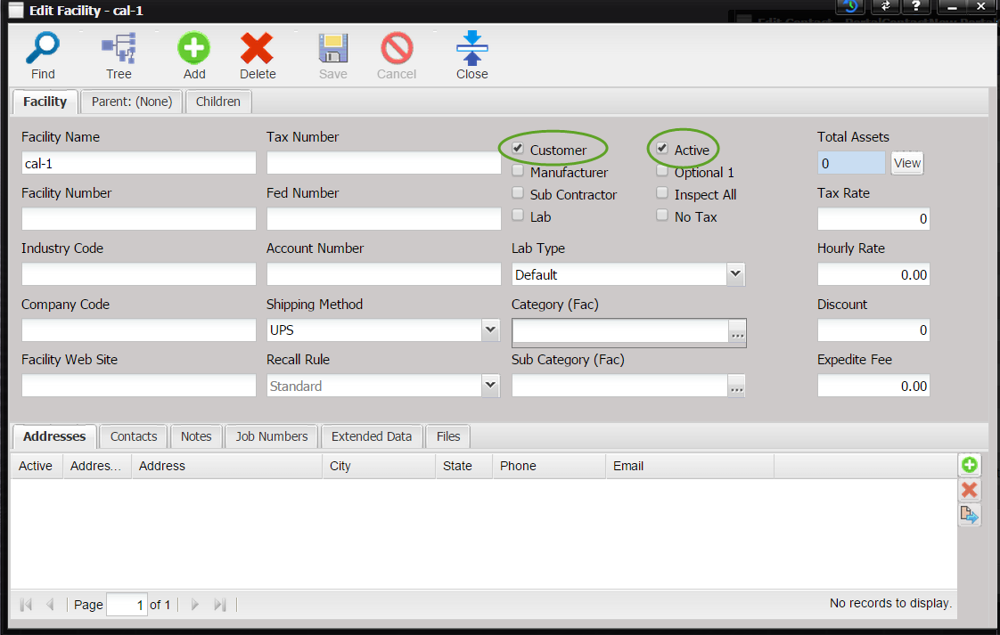 Edit Facility - cal-1
Edit Contact - PortalContactNew Portal
Find Tree Add Delete Save Cancel Close
Facility Parent: (None) Children
Facility Name Tax Number Customer Active Total Assets
cal-1 0 View
Manufacturer Optional 1
Facility Number Fed Number Sub Contractor Inspect All Tax Rate
Lab No Tax 0
Industry Code Account Number Lab Type Hourly Rate
Default 0.00
Company Code Shipping Method Category (Fac) Discount
UPS ... 0
Facility Web Site Recall Rule Sub Category (Fac) Expedite Fee
Standard ... 0.00
Addresses Contacts Notes Job Numbers Extended Data Files
Active Addres... Address City State Phone Email
Page 1 of 1 No records to display.